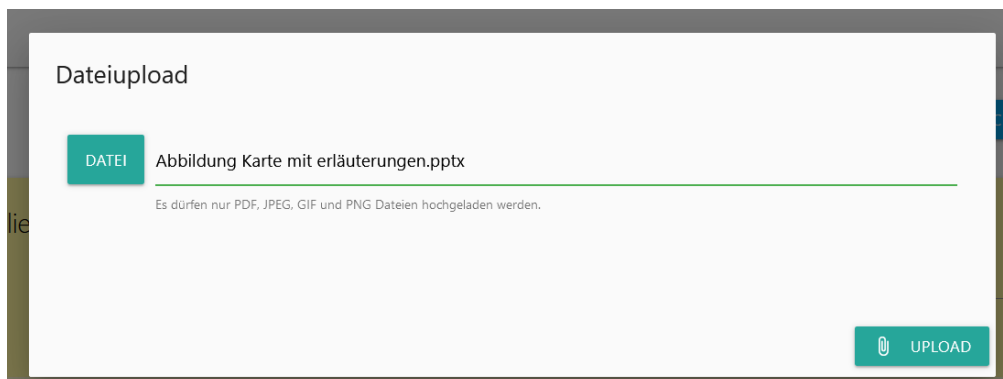 Dateiupload
DATEI
Abbildung Karte mit erläuterungen.pptx
Es dürfen nur PDF, JPEG, GIF und PNG Dateien hochgeladen werden.
lie
UPLOAD